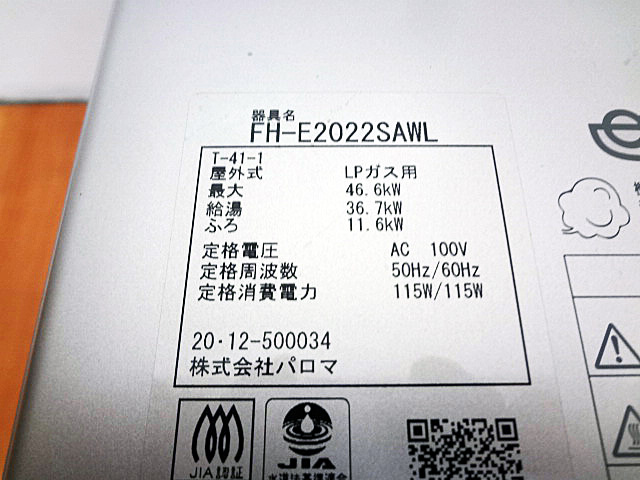 器具名
FH-E2022SAWL
T-41-1
屋外式 LPガス用
最大 46.6kW
給湯 36.7kW
ふろ 11.6kW
定格電圧 AC 100V
定格周波数 50Hz/60Hz
定格消費電力 115W/115W
20・12-500034
株式会社パロマ
JIA認証
JIA